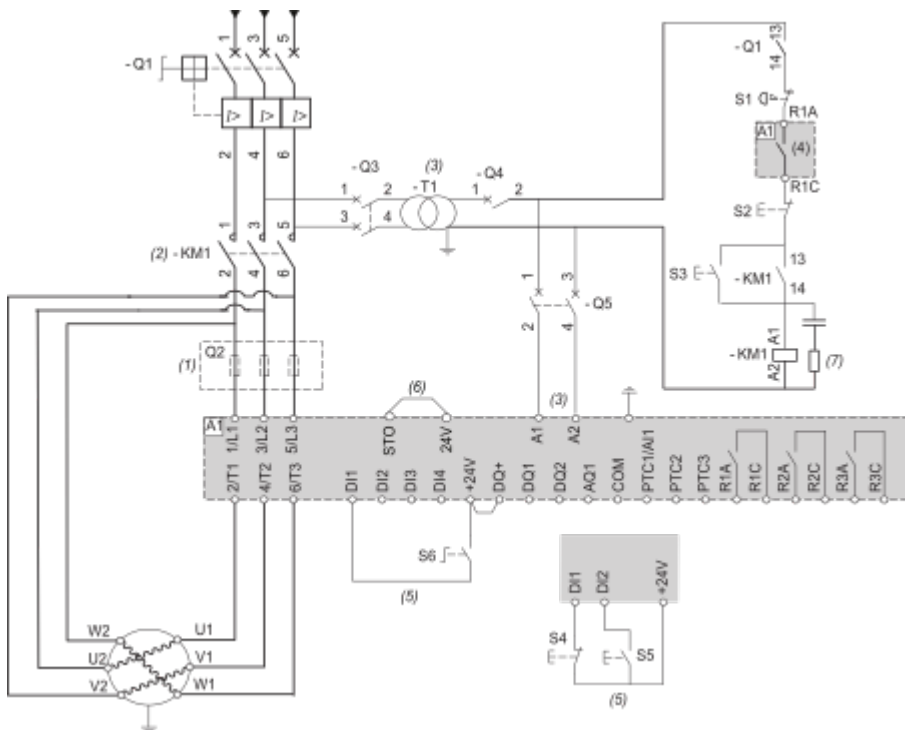 1 3 5
- Q1
I> I> I>
2 4 6
- Q3
1 2
3 4
(3)
- T1
- Q4
1 2
1 3 5
(2) - KM1
2 4 6
1 3
- Q5
2 4
13
- Q1
14
S1
R1A
A1
(4)
R1C
S2
S3
13
- KM1
14
A1
- KM1
A2
(7)
(1)
Q2
(6)
(3)
A1
1/L1 3/L2 5/L3 STO 24V A1 A2
2/T1 4/T2 6/T3 DI1 DI2 DI3 DI4 +24V DQ+ DQ1 DQ2 AQ1 COM PTC1/AI1 PTC2 PTC3 R1A R1C R2A R2C R3A R3C
S6
(5)
DI1 DI2 +24V
S4 S5
(5)
W2 U1
U2 V1
V2 W1